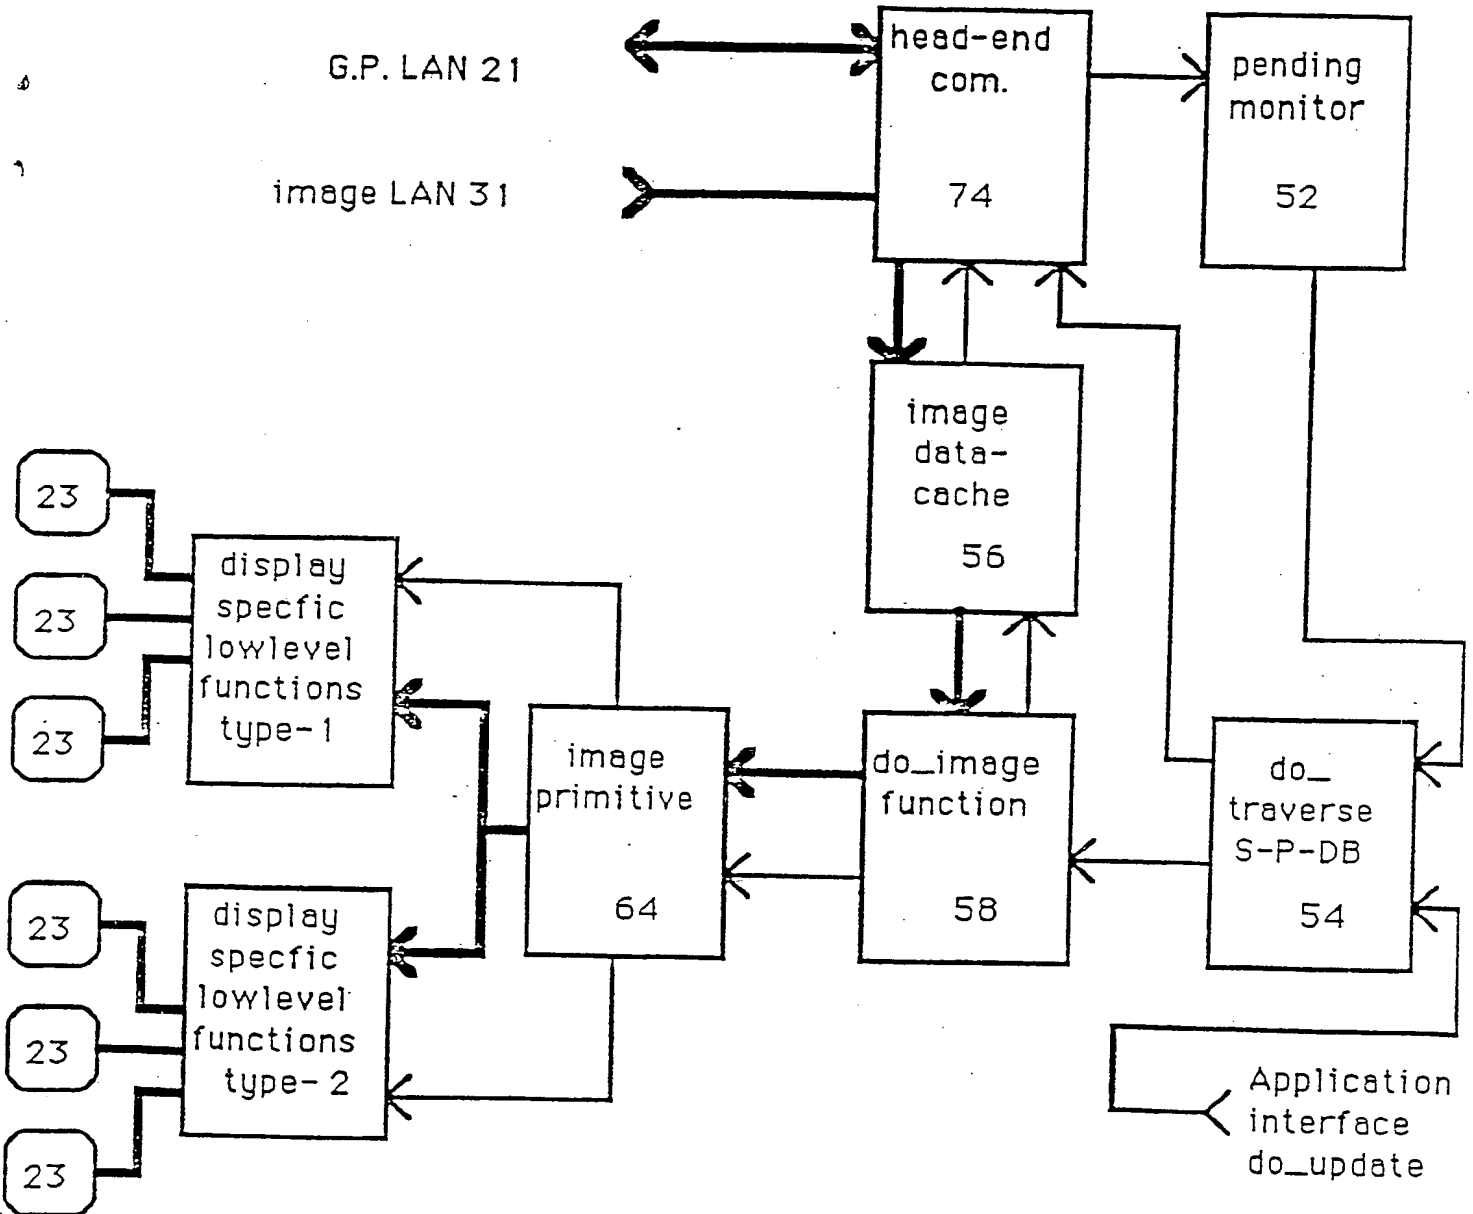 G.P. LAN 21
image LAN 31
head-end
com.
74
pending
monitor
52
image
data-
cache
56
23
23
23
display
specfic
lowlevel
functions
type-1
image
primitive
64
do_image
function
58
do_
traverse
S-P-DB
54
23
23
23
display
specfic
lowlevel
functions
type-2
Application
interface
do_update